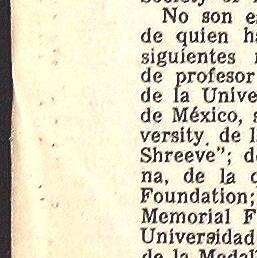 No son e
de quien h
siguientes
de profesor
de la Unive
de México, s
versity, de l
Shreeve"; d
na, de la
Foundation;
Memorial F
Universidad
de la Medal